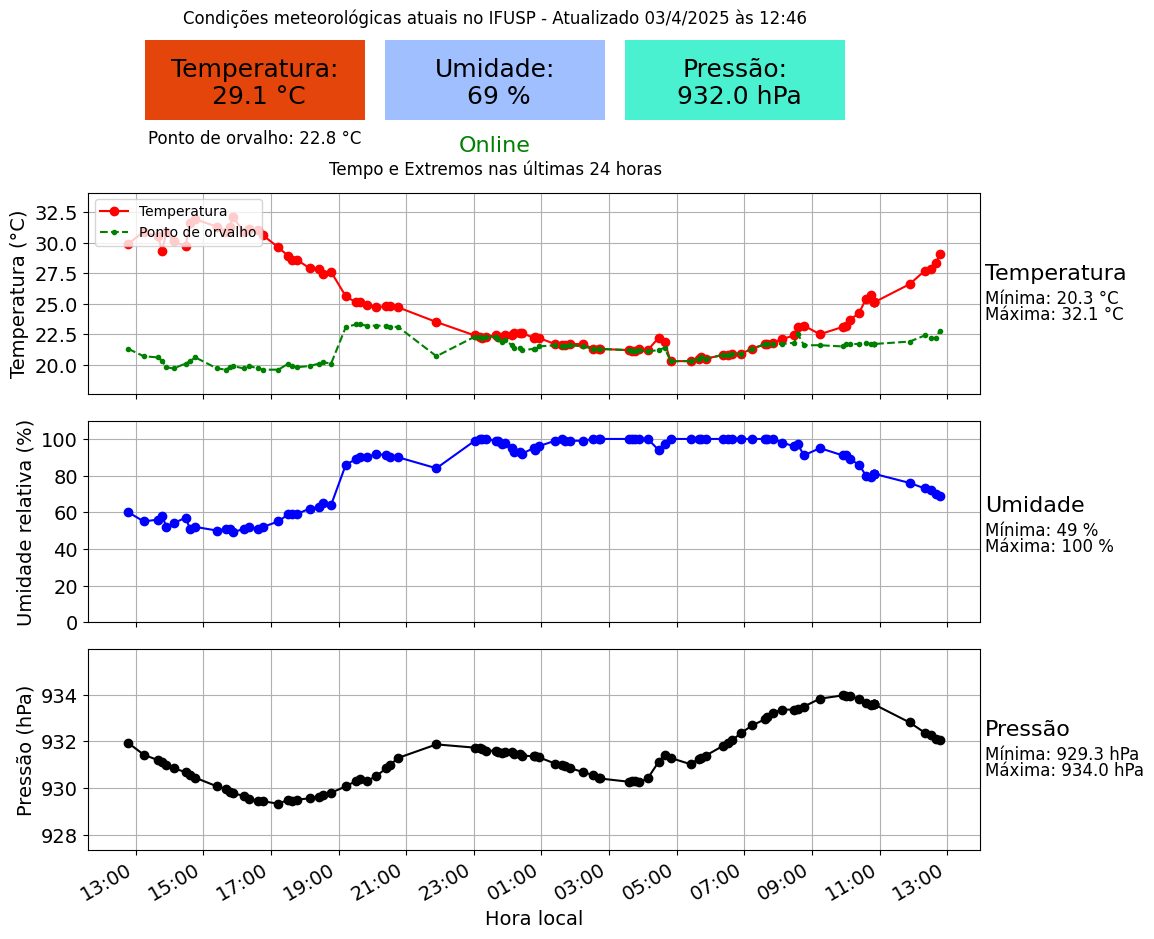 Condições meteorológicas atuais no IFUSP - Atualizado 03/4/2025 às 12:46
Temperatura:
29.1 °C
Umidade:
69 %
Pressão:
932.0 hPa
Ponto de orvalho: 22.8 °C
Online
Tempo e Extremos nas últimas 24 horas
Temperatura (°C)
32.5
30.0
27.5
25.0
22.5
20.0
Temperatura
Ponto de orvalho
Temperatura
Mínima: 20.3 °C
Máxima: 32.1 °C
Umidade relativa (%)
100
80
60
40
20
0
Umidade
Mínima: 49 %
Máxima: 100 %
Pressão (hPa)
934
932
930
928
Pressão
Mínima: 929.3 hPa
Máxima: 934.0 hPa
13:00 15:00 17:00 19:00 21:00 23:00 01:00 03:00 05:00 07:00 09:00 11:00 13:00
Hora local